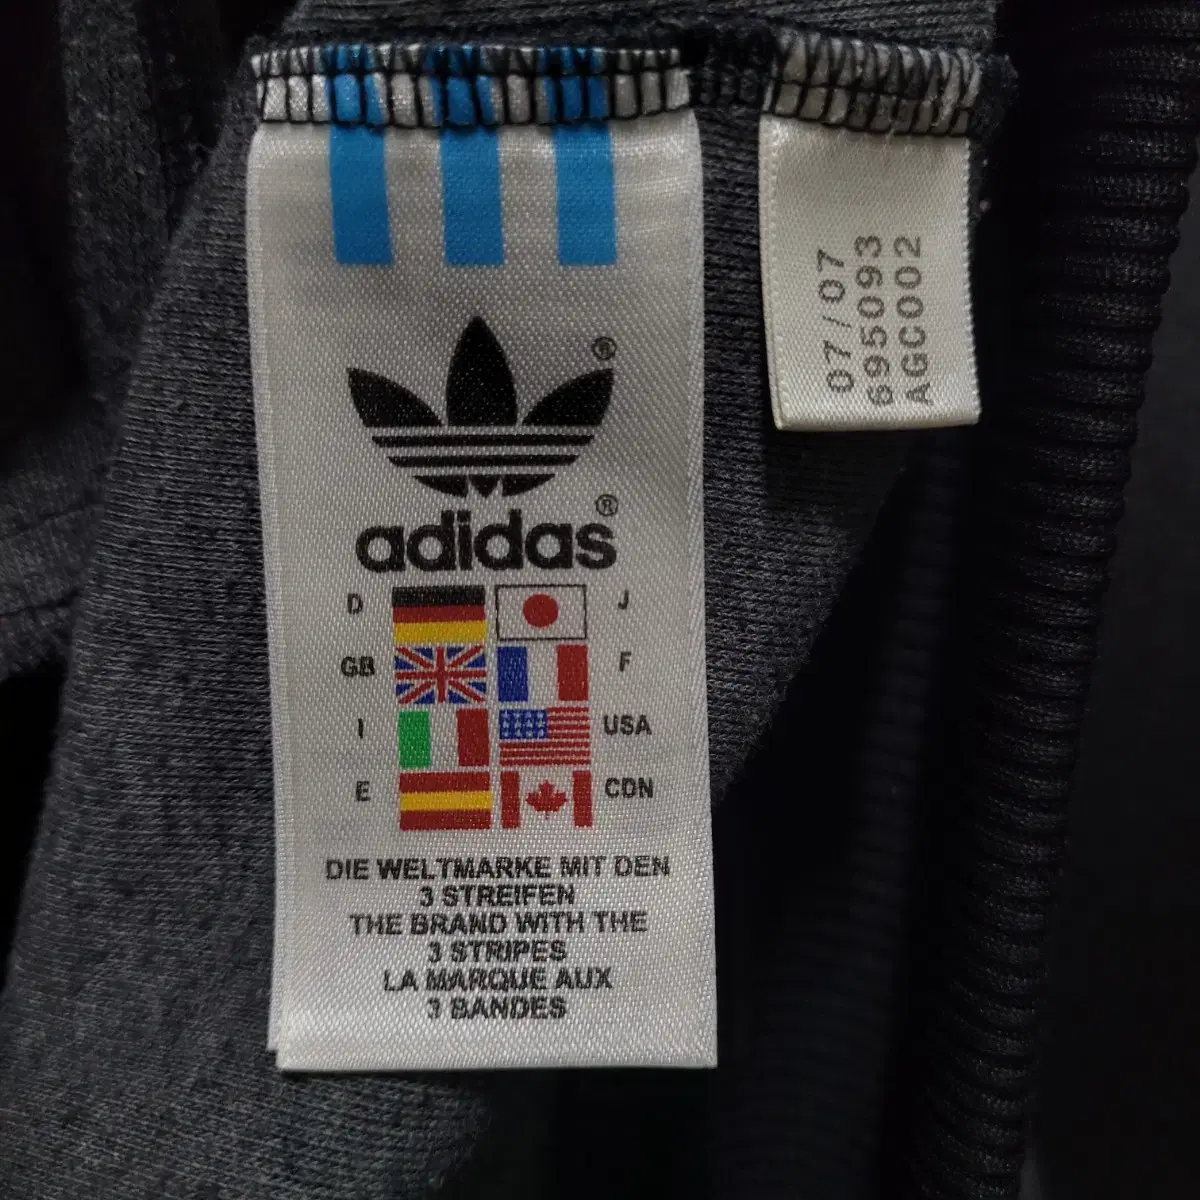 ®
adidas®
D J
GB F
I USA
E CDN
DIE WELTMARKE MIT DEN
3 STREIFEN
THE BRAND WITH THE
3 STRIPES
LA MARQUE AUX
3 BANDES
07/07
695093
AGC002